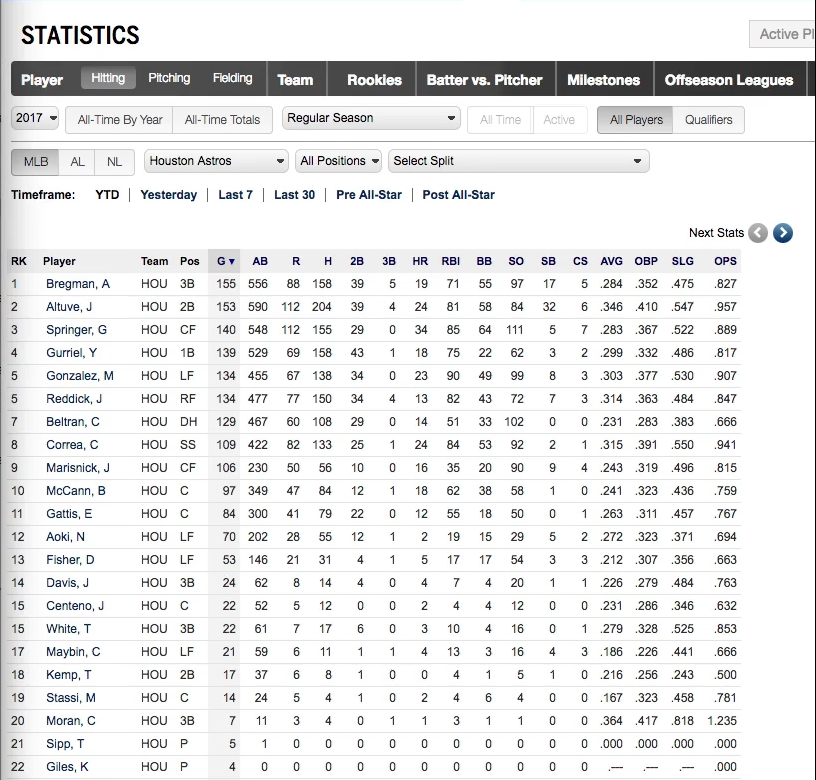 STATISTICS
Active Pl
Player Hitting Pitching Fielding Team Rookies Batter vs. Pitcher Milestones Offseason Leagues
2017 All-Time By Year All-Time Totals Regular Season All Time Active All Players Qualifiers
MLB AL NL Houston Astros All Positions Select Split
Timeframe: YTD Yesterday Last 7 Last 30 Pre All-Star Post All-Star
Next Stats
RK Player Team Pos G▼ AB R H 2B 3B HR RBI BB SO SB CS AVG OBP SLG OPS
1 Bregman, A HOU 3B 155 556 88 158 39 5 19 71 55 97 17 5 .284 .352 .475 .827
2 Altuve, J HOU 2B 153 590 112 204 39 4 24 81 58 84 32 6 .346 .410 .547 .957
3 Springer, G HOU CF 140 548 112 155 29 0 34 85 64 111 5 7 .283 .367 .522 .889
4 Gurriel, Y HOU 1B 139 529 69 158 43 1 18 75 22 62 3 2 .299 .332 .486 .817
5 Gonzalez, M HOU LF 134 455 67 138 34 0 23 90 49 99 8 3 .303 .377 .530 .907
5 Reddick, J HOU RF 134 477 77 150 34 4 13 82 43 72 7 3 .314 .363 .484 .847
7 Beltran, C HOU DH 129 467 60 108 29 0 14 51 33 102 0 0 .231 .283 .383 .666
8 Correa, C HOU SS 109 422 82 133 25 1 24 84 53 92 2 1 .315 .391 .550 .941
9 Marisnick, J HOU CF 106 230 50 56 10 0 16 35 20 90 9 4 .243 .319 .496 .815
10 McCann, B HOU C 97 349 47 84 12 1 18 62 38 58 1 0 .241 .323 .436 .759
11 Gattis, E HOU C 84 300 41 79 22 0 12 55 18 50 0 1 .263 .311 .457 .767
12 Aoki, N HOU LF 70 202 28 55 12 1 2 19 15 29 5 2 .272 .323 .371 .694
13 Fisher, D HOU LF 53 146 21 31 4 1 5 17 17 54 3 3 .212 .307 .356 .663
14 Davis, J HOU 3B 24 62 8 14 4 0 4 7 4 20 1 1 .226 .279 .484 .763
15 Centeno, J HOU C 22 52 5 12 0 0 2 4 4 12 0 0 .231 .286 .346 .632
15 White, T HOU 3B 22 61 7 17 6 0 3 10 4 16 0 1 .279 .328 .525 .853
17 Maybin, C HOU LF 21 59 6 11 1 1 4 13 3 16 4 3 .186 .226 .441 .666
18 Kemp, T HOU 2B 17 37 6 8 1 0 0 4 1 5 1 0 .216 .256 .243 .500
19 Stassi, M HOU C 14 24 5 4 1 0 2 4 6 4 0 0 .167 .323 .458 .781
20 Moran, C HOU 3B 7 11 3 4 0 1 1 3 1 1 0 0 .364 .417 .818 1.235
21 Sipp, T HOU P 5 1 0 0 0 0 0 0 0 0 0 0 .000 .000 .000 .000
22 Giles, K HOU P 4 0 0 0 0 0 0 0 0 0 0 0 .--- .--- .--- .000